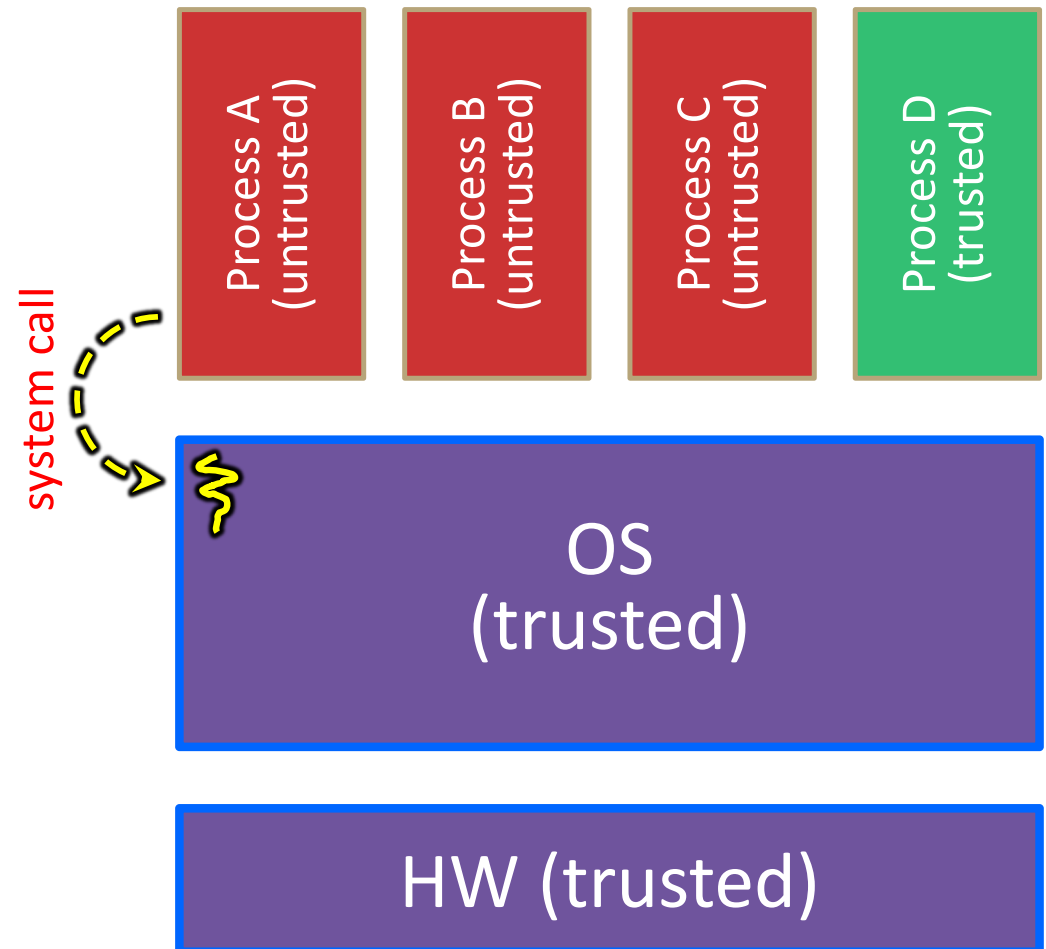 Process A
(untrusted)
Process B
(untrusted)
Process C
(untrusted)
Process D
(trusted)
system call
OS
(trusted)
HW (trusted)